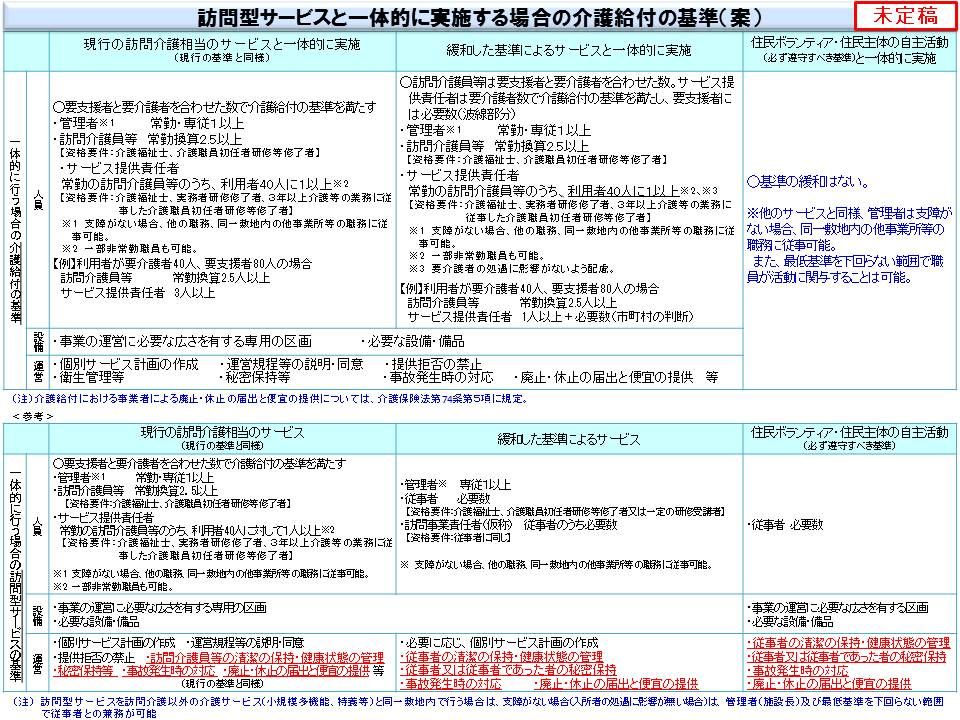 訪問型サービスと一体的に実施する場合の介護給付の基準（案）
未定稿
現行の訪問介護相当のサービスと一体的に実施
（現行の基準と同様）
緩和した基準によるサービスと一体的に実施
住民ボランティア・住民主体の自主活動
（必ず遵守すべき基準）と一体的に実施
一体的に行う場合の介護給付の基準
人員
○要支援者と要介護者を合わせた数で介護給付の基準を満たす
・管理者※1　　常勤・専従１以上
・訪問介護員等　常勤換算2.5以上
【資格要件：介護福祉士、介護職員初任者研修等修了者】
・サービス提供責任者
常勤の訪問介護員等のうち、利用者40人に1以上※2
【資格要件：介護福祉士、実務者研修修了者、３年以上介護等の業務に従
事した介護職員初任者研修等修了者】
※１ 支障がない場合、他の職務、同一敷地内の他事業所等の職務に従
事可能。
※２ 一部非常勤職員も可能。
【例】利用者が要介護者40人、要支援者80人の場合
訪問介護員等　　　常勤換算2.5人以上
サービス提供責任者　3人以上
○訪問介護員等は要支援者と要介護者を合わせた数。サービス提
供責任者は要介護者数で介護給付の基準を満たし、要支援者に
は必要数（波線部分）
・管理者※1　　常勤・専従１以上
・訪問介護員等　常勤換算2.5以上
【資格要件：介護福祉士、介護職員初任者研修等修了者】
・サービス提供責任者
常勤の訪問介護員等のうち、利用者40人に1以上※2、※3
【資格要件：介護福祉士、実務者研修修了者、３年以上介護等の業務に
従事した介護職員初任者研修等修了者】
※１ 支障がない場合、他の職務、同一敷地内の他事業所等の職務に従
事可能。
※２ 一部非常勤職員も可能。
※３ 要介護者の処遇に影響がないよう配慮。
【例】利用者が要介護者40人、要支援者80人の場合
訪問介護員等　　　常勤換算2.5人以上
サービス提供責任者　1人以上＋必要数（市町村の判断）
○基準の緩和はない。
※他のサービスと同様、管理者は支障が
ない場合、同一敷地内の他事業所等の
職務に従事可能。
また、最低基準を下回らない範囲で職
員が活動に関与することは可能。
設備
・事業の運営に必要な広さを有する専用の区画　　・必要な設備・備品
運営
・個別サービス計画の作成　・運営規程等の説明・同意　・提供拒否の禁止
・衛生管理等　・秘密保持等　・事故発生時の対応　・廃止・休止の届出と便宜の提供　等
（注）介護給付における事業者による廃止・休止の届出と便宜の提供については、介護保険法第74条第５項に規定。
＜参考＞
現行の訪問介護相当のサービス
（現行の基準と同様）
緩和した基準によるサービス
住民ボランティア・住民主体の自主活動
（必ず遵守すべき基準）
一体的に行う場合の訪問型サービスの基準
人員
○要支援者と要介護者を合わせた数で介護給付の基準を満たす
・管理者※1　　常勤・専従１以上
・訪問介護員等　常勤換算２．５以上
【資格要件：介護福祉士、介護職員初任者研修等修了者】
・サービス提供責任者
常勤の訪問介護員等のうち、利用者40人に対して１人以上※2
【資格要件：介護福祉士、実務者研修修了者、３年以上介護等の業務に従
事した介護職員初任者研修等修了者】
※１ 支障がない場合、他の職務、同一敷地内の他事業所等の職務に従事可能。
※２ 一部非常勤職員も可能。
・管理者※　専従１以上
・従事者　必要数
【資格要件：介護福祉士、介護職員初任者研修等修了者又は一定の研修受講者】
・訪問事業責任者（仮称）　従事者のうち必要数
【資格要件：従事者に同じ】
※ 支障がない場合、他の職務、同一敷地内の他事業所等の職務に従事可能。
・従事者　必要数
設備
・事業の運営に必要な広さを有する専用の区画
・必要な設備・備品
・事業の運営に必要な広さを有する区画
・必要な設備・備品
運営
・個別サービス計画の作成　・運営規程等の説明・同意
・提供拒否の禁止　・訪問介護員等の清潔の保持・健康状態の管理
・秘密保持等　・事故発生時の対応　・廃止・休止の届出と便宜の提供 等
（現行の基準と同様）
・必要に応じ、個別サービス計画の作成
・従事者の清潔の保持・健康状態の管理
・従事者又は従事者であった者の秘密保持
・事故発生時の対応　・廃止・休止の届出と便宜の提供
・従事者の清潔の保持・健康状態の管理
・従事者又は従事者であった者の秘密保持
・事故発生時の対応
・廃止・休止の届出と便宜の提供
（注） 訪問型サービスを訪問介護以外の介護サービス（小規模多機能、特養等）と同一敷地内で行う場合は、支障がない場合（入所者の処遇に影響が無い場合）は、管理者（施設長）及び最低基準を下回らない範囲
で従事者との兼務が可能